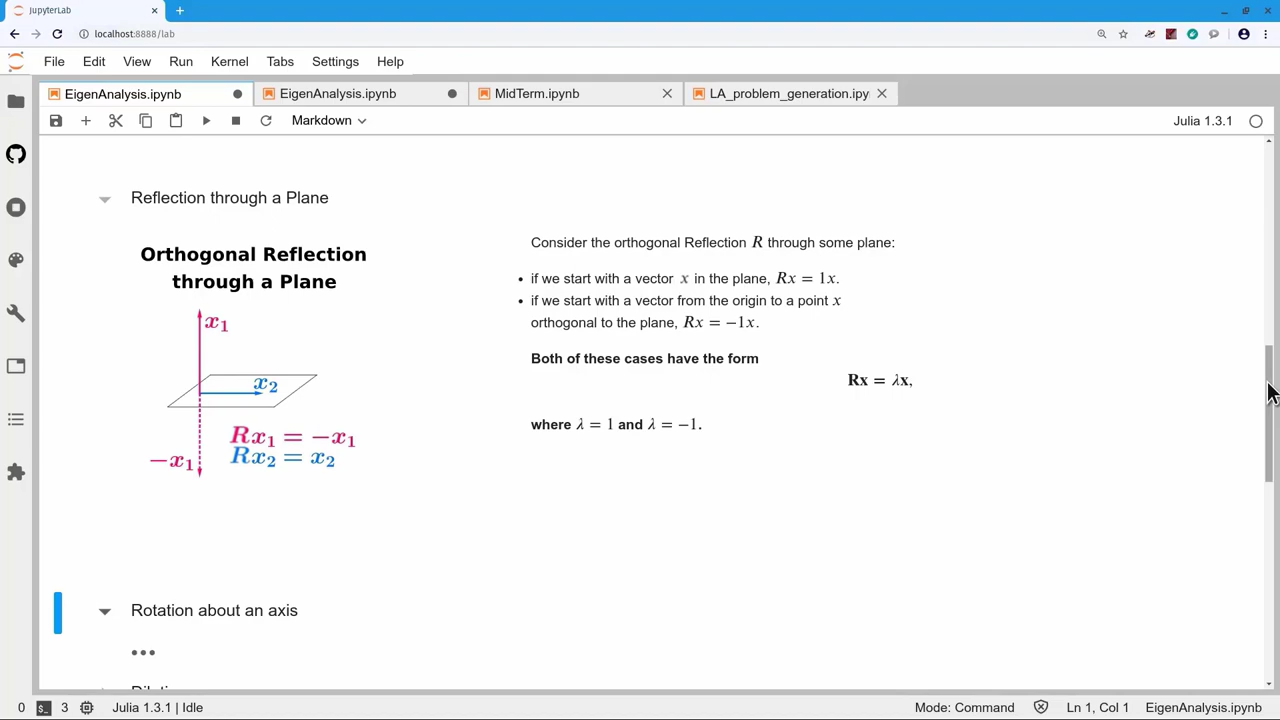 JupyterLab
localhost:8888/lab
File Edit View Run Kernel Tabs Settings Help
EigenAnalysis.ipynb EigenAnalysis.ipynb MidTerm.ipynb LA_problem_generation.ipy
Markdown Julia 1.3.1
Reflection through a Plane
Orthogonal Reflection
through a Plane
x₁
x₂
Rx₁ = −x₁
Rx₂ = x₂
−x₁
Consider the orthogonal Reflection R through some plane:
• if we start with a vector x in the plane, Rx = 1x.
• if we start with a vector from the origin to a point x
orthogonal to the plane, Rx = −1x.
Both of these cases have the form
Rx = λx,
where λ = 1 and λ = −1.
Rotation about an axis
•••
0 3 Julia 1.3.1 | Idle Mode: Command Ln 1, Col 1 EigenAnalysis.ipynb